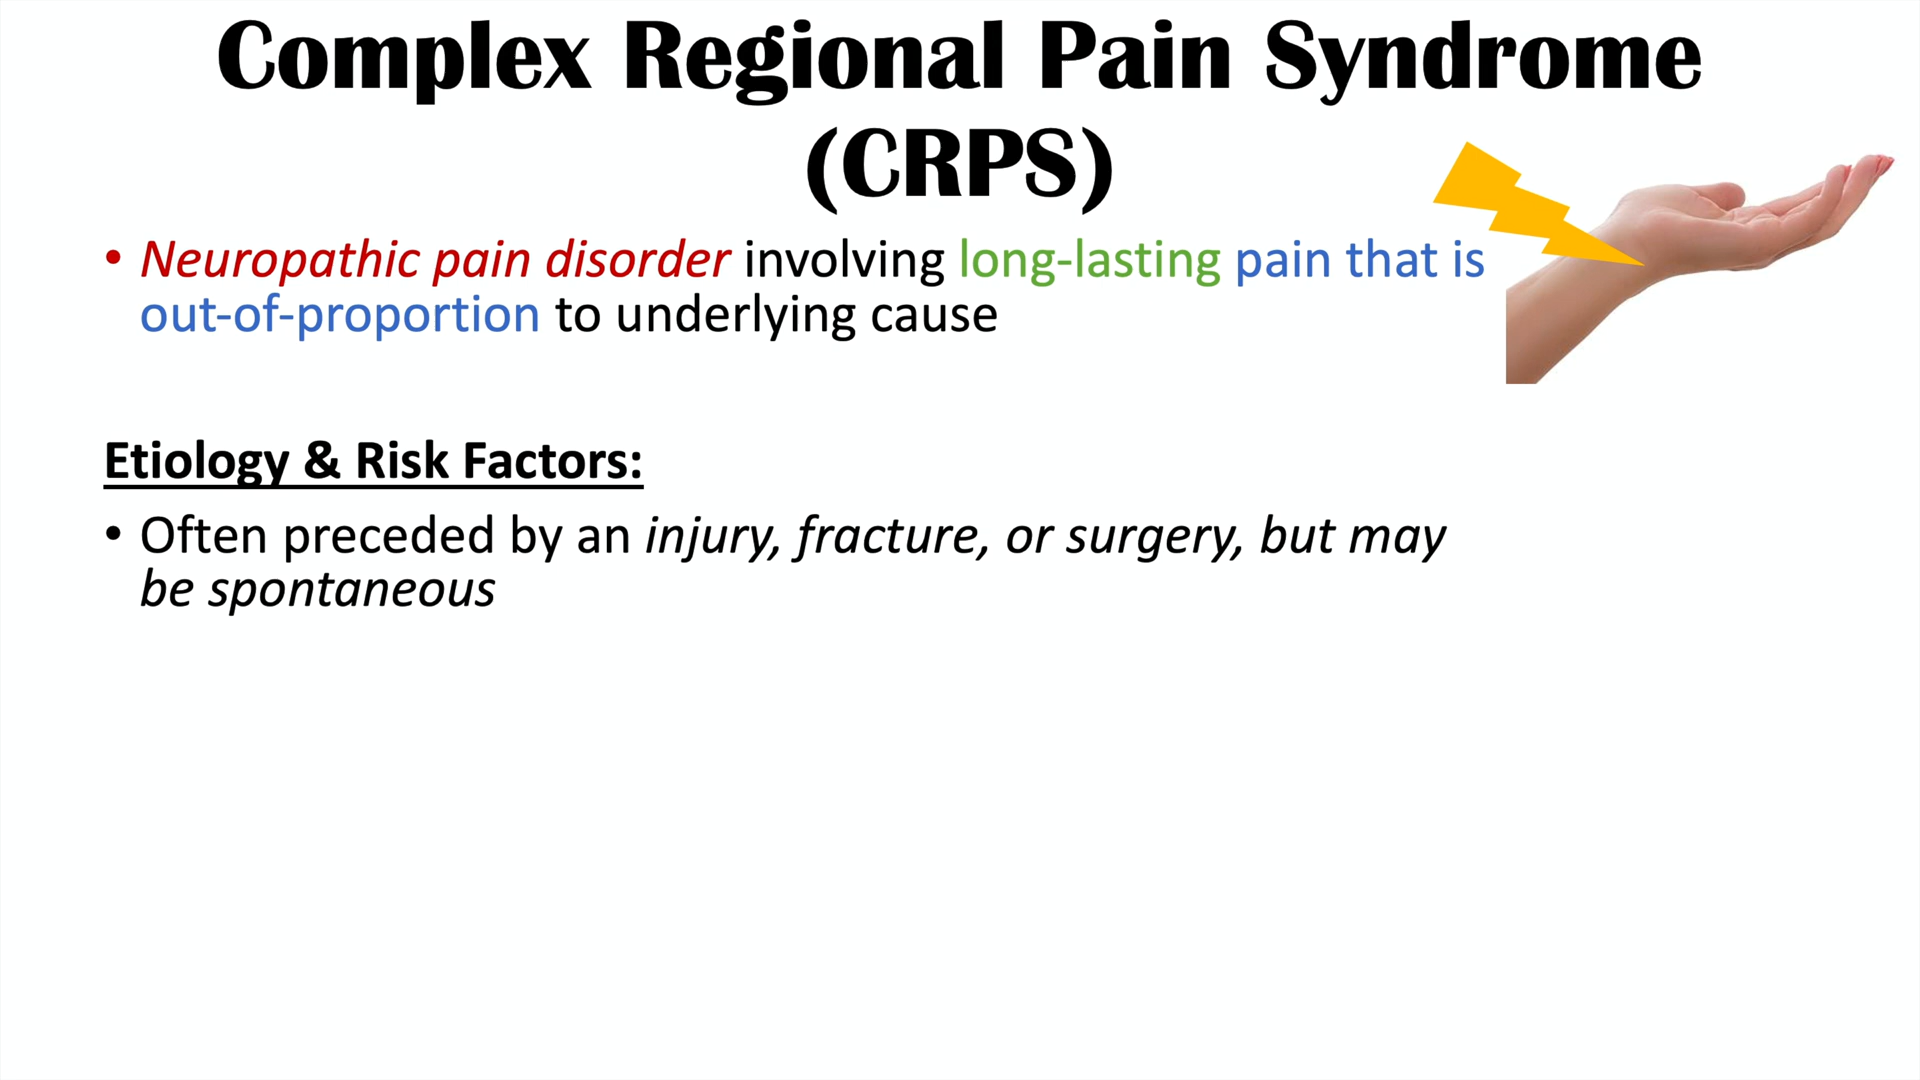 Complex Regional Pain Syndrome
(CRPS)
• Neuropathic pain disorder involving long-lasting pain that is
out-of-proportion to underlying cause
Etiology & Risk Factors:
• Often preceded by an injury, fracture, or surgery, but may
be spontaneous